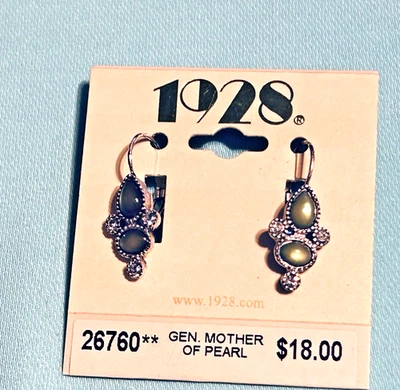 1928®
www.1928.com
26760** GEN. MOTHER OF PEARL $18.00